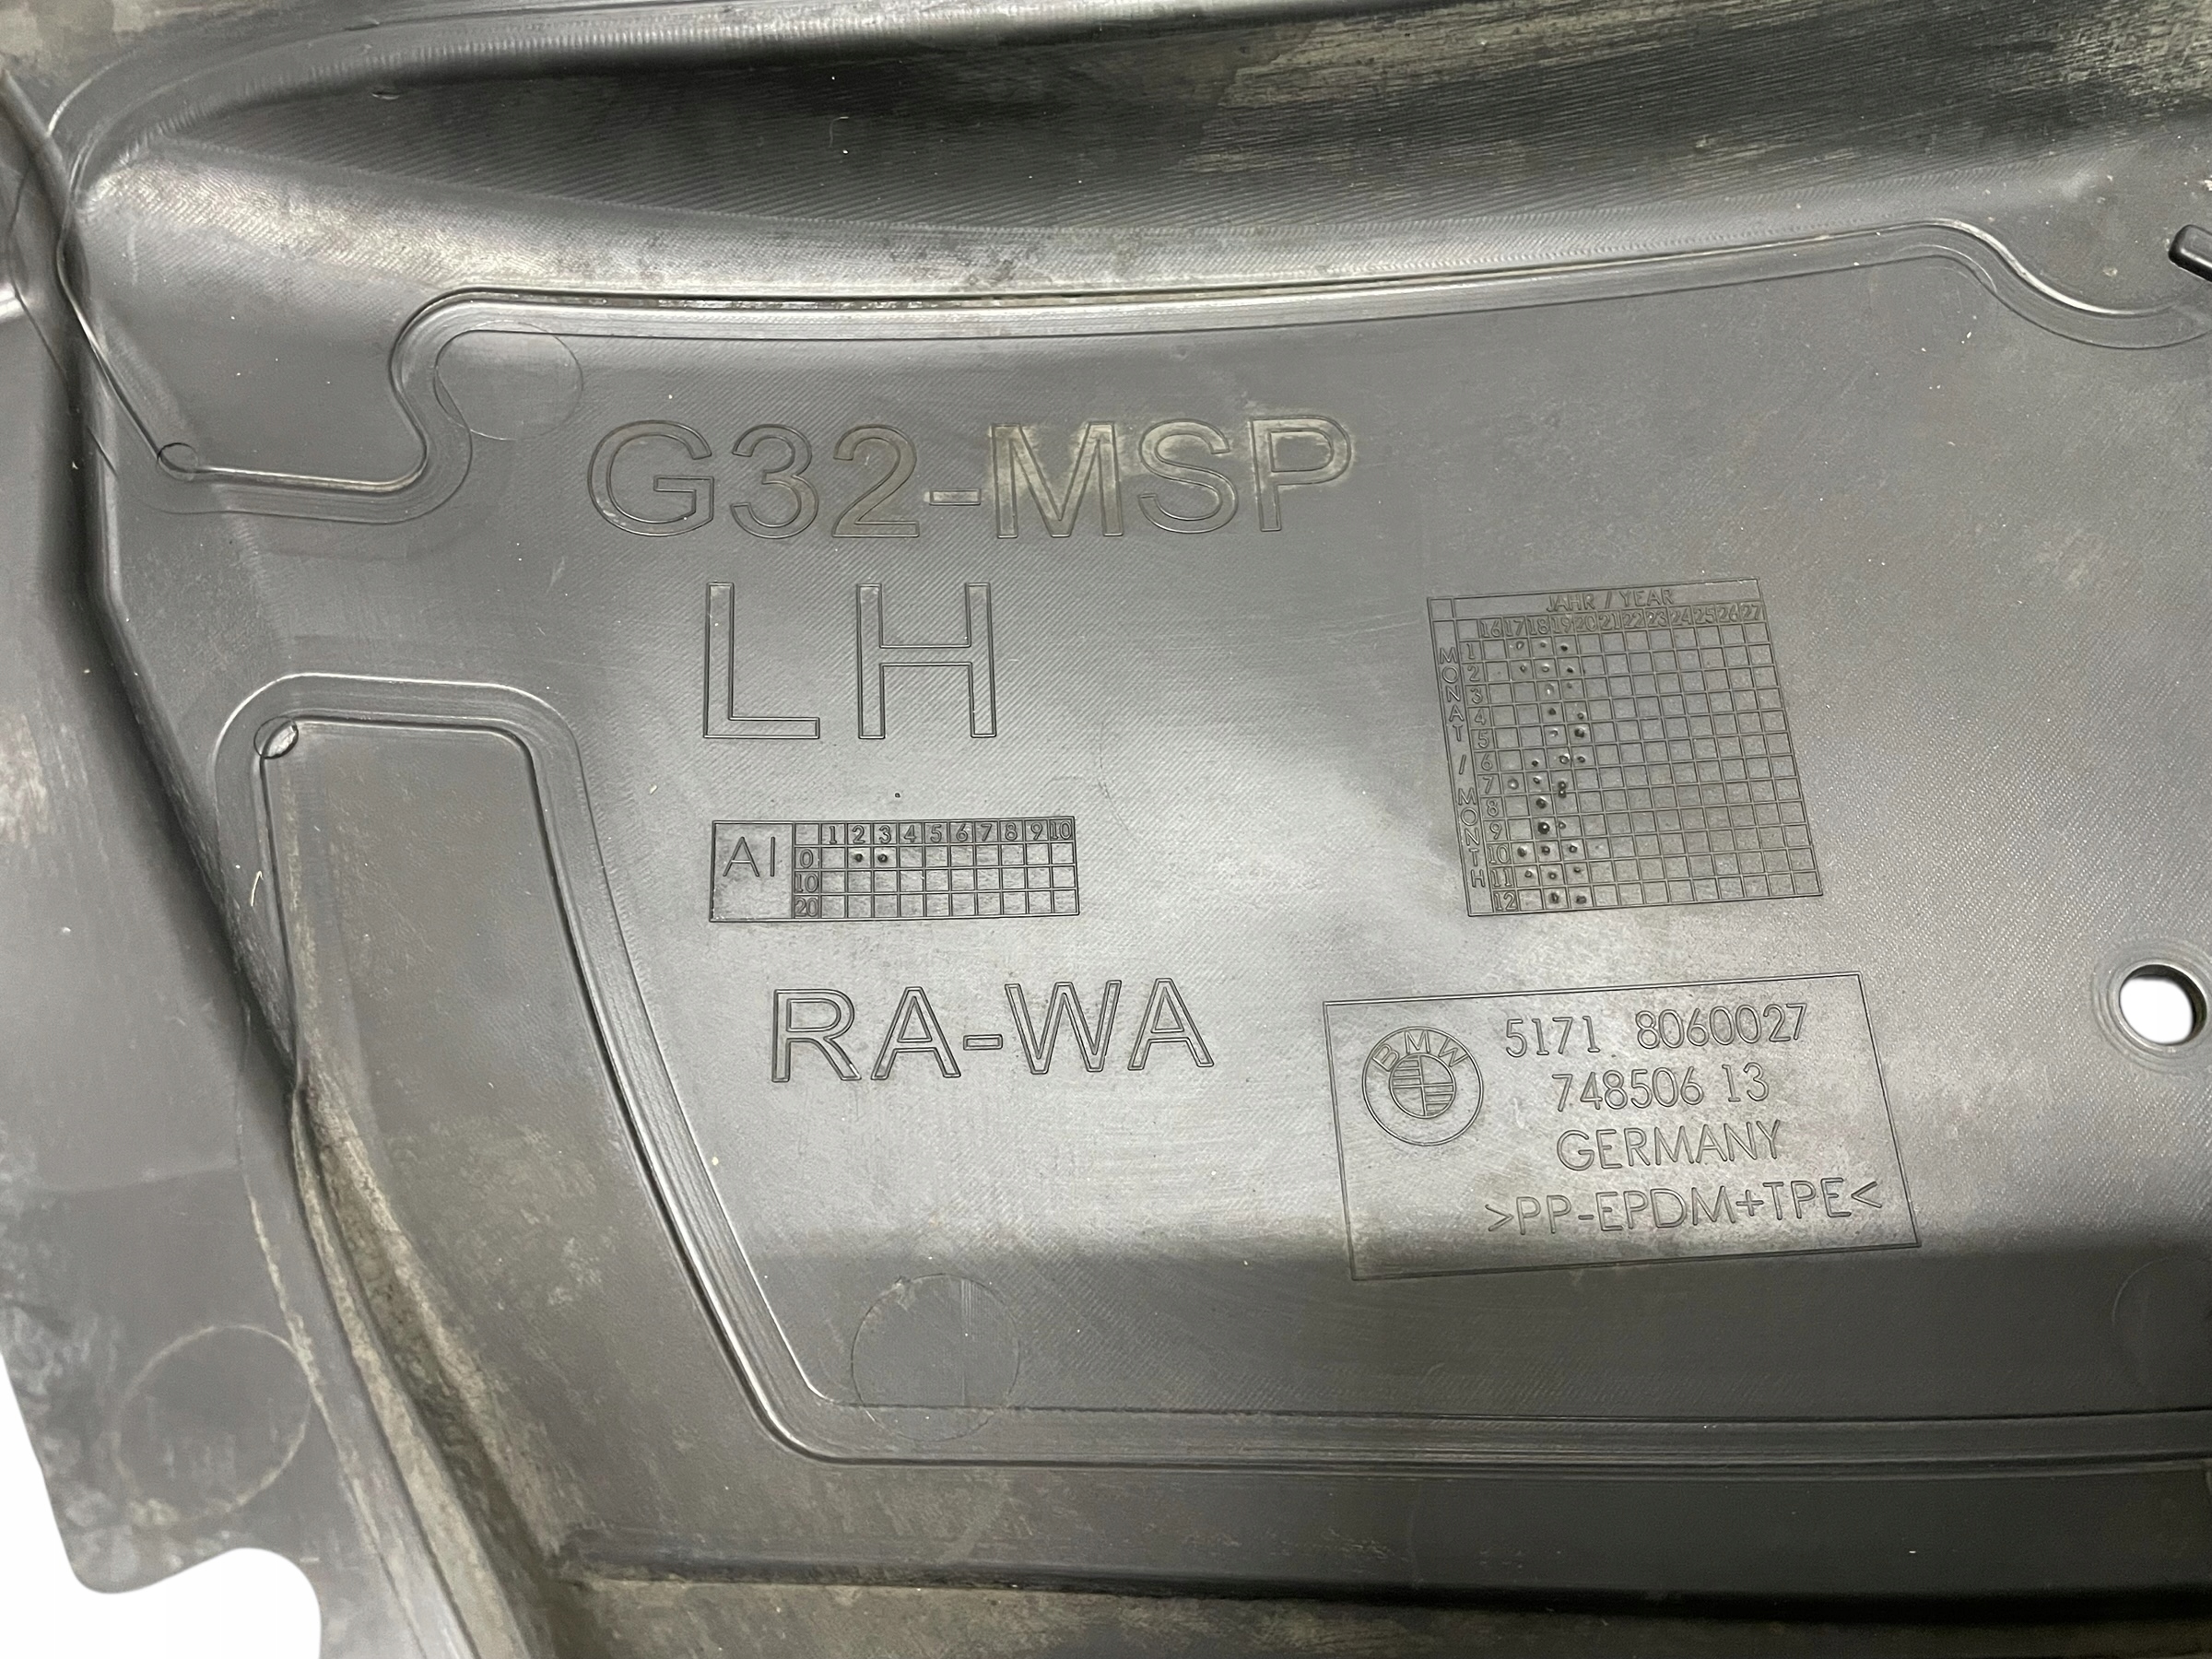 G32-MSP
LH
JAHR / YEAR
16 17 18 19 20 21 22 23 24 25 26 27
MONAT / MONTH
1
2
3
4
5
6
7
8
9
10
11
12
AI
1 2 3 4 5 6 7 8 9 10
0
10
20
RA-WA
BMW
5171 8060027
748506 13
GERMANY
>PP-EPDM+TPE<